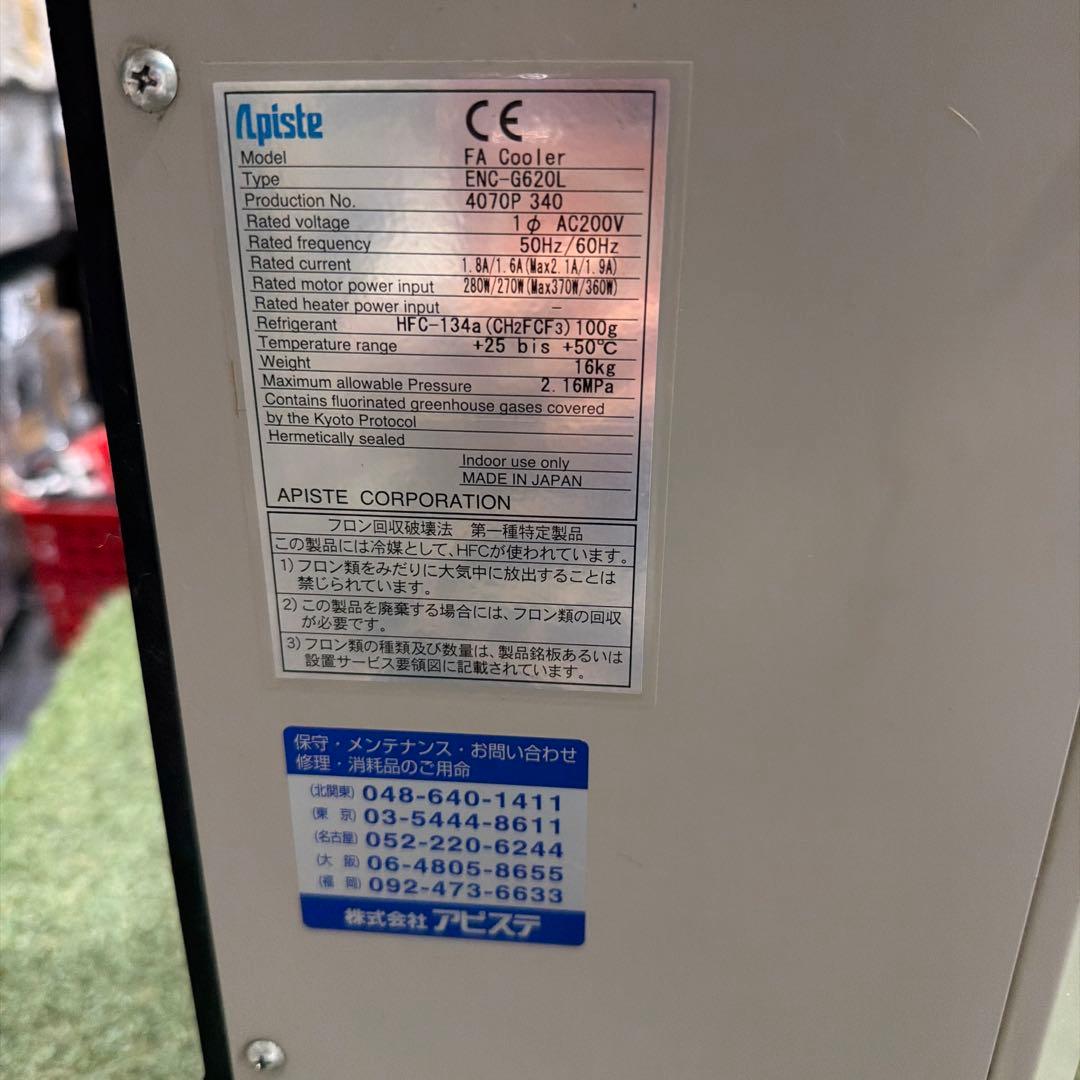 Apiste CE
Model FA Cooler
Type ENC-G620L
Production No. 4070P 340
Rated voltage 1φ AC200V
Rated frequency 50Hz/60Hz
Rated current 1.8A/1.6A(Max2.1A/1.9A)
Rated motor power input 280W/270W(Max370W/360W)
Rated heater power input –
Refrigerant HFC-134a(CH2FCF3)100g
Temperature range +25 bis +50℃
Weight 16kg
Maximum allowable Pressure 2.16MPa
Contains fluorinated greenhouse gases covered
by the Kyoto Protocol
Hermetically sealed
Indoor use only
MADE IN JAPAN
APISTE CORPORATION
フロン回収破壊法 第一種特定製品
この製品には冷媒として、HFCが使われています。
1)フロン類をみだりに大気中に放出することは
禁じられています。
2)この製品を廃棄する場合には、フロン類の回収
が必要です。
3)フロン類の種類及び数量は、製品銘板あるいは
設置サービス要領図に記載されています。
保守・メンテナンス・お問い合わせ
修理・消耗品のご用命
(北関東) 048-640-1411
(東 京) 03-5444-8611
(名古屋) 052-220-6244
(大 阪) 06-4805-8655
(福 岡) 092-473-6633
株式会社 アピステ